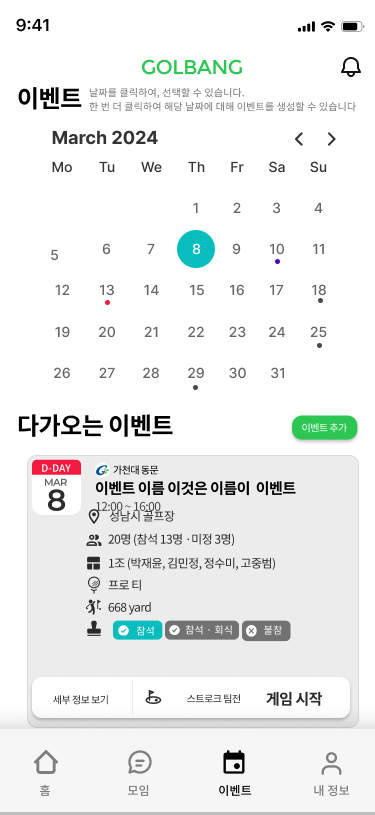 9:41
GOLBANG
이벤트
날짜를 클릭하여, 선택할 수 있습니다.
한 번 더 클릭하여 해당 날짜에 대해 이벤트를 생성할 수 있습니다
March 2024
Mo Tu We Th Fr Sa Su
1 2 3 4
5 6 7 8 9 10 11
12 13 14 15 16 17 18
19 20 21 22 23 24 25
26 27 28 29 30 31
다가오는 이벤트
이벤트 추가
D-DAY
MAR
8
가천대 동문
이벤트 이름 이것은 이름이 이벤트
12:00 ~ 16:00
성남시 골프장
20명 (참석 13명 · 미정 3명)
1조 (박재윤, 김민정, 정수미, 고중범)
프로 티
668 yard
참석 참석 · 회식 불참
세부 정보 보기 스트로크 팀전 게임 시작
홈 모임 이벤트 내 정보